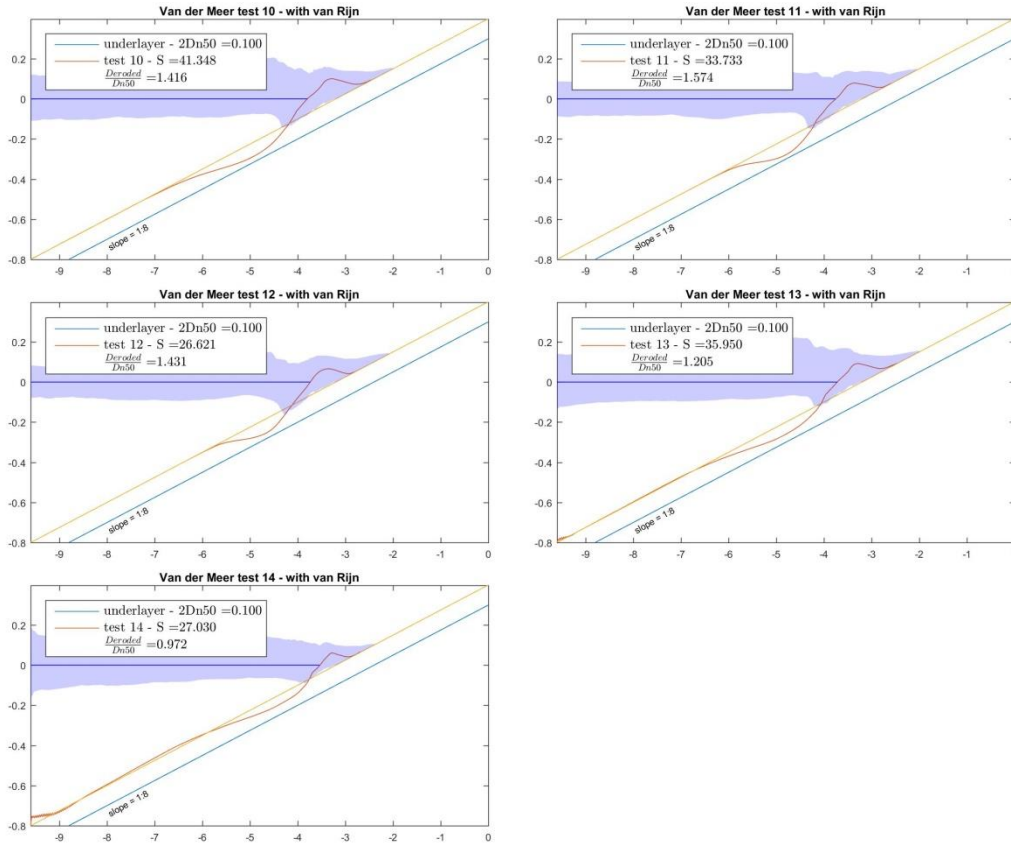 Van der Meer test 10 - with van Rijn
underlayer - 2Dn50 =0.100
test 10 - S =41.348
Deroded
Dn50
=1.416
0.2
0
-0.2
-0.4
-0.6
-0.8
slope = 1:8
-9 -8 -7 -6 -5 -4 -3 -2 -1 0
Van der Meer test 11 - with van Rijn
underlayer - 2Dn50 =0.100
test 11 - S =33.733
Deroded
Dn50
=1.574
0.2
0
-0.2
-0.4
-0.6
-0.8
slope = 1:8
-9 -8 -7 -6 -5 -4 -3 -2 -1
Van der Meer test 12 - with van Rijn
underlayer - 2Dn50 =0.100
test 12 - S =26.621
Deroded
Dn50
=1.431
0.2
0
-0.2
-0.4
-0.6
-0.8
slope = 1:8
-9 -8 -7 -6 -5 -4 -3 -2 -1 0
Van der Meer test 13 - with van Rijn
underlayer - 2Dn50 =0.100
test 13 - S =35.950
Deroded
Dn50
=1.205
0.2
0
-0.2
-0.4
-0.6
-0.8
slope = 1:8
-9 -8 -7 -6 -5 -4 -3 -2 -1
Van der Meer test 14 - with van Rijn
underlayer - 2Dn50 =0.100
test 14 - S =27.030
Deroded
Dn50
=0.972
0.2
0
-0.2
-0.4
-0.6
-0.8
slope = 1:8
-9 -8 -7 -6 -5 -4 -3 -2 -1 0